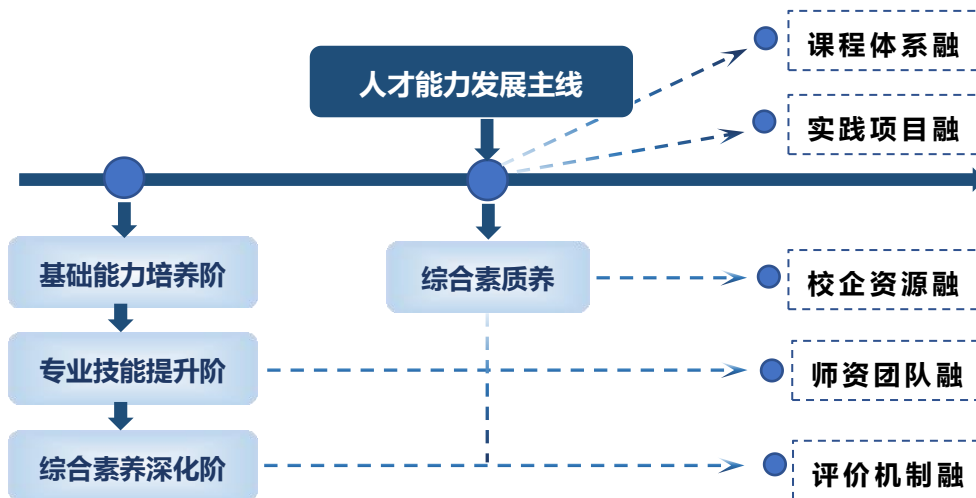 人才能力发展主线
课程体系融
实践项目融
基础能力培养阶
综合素质养
校企资源融
专业技能提升阶
师资团队融
综合素养深化阶
评价机制融